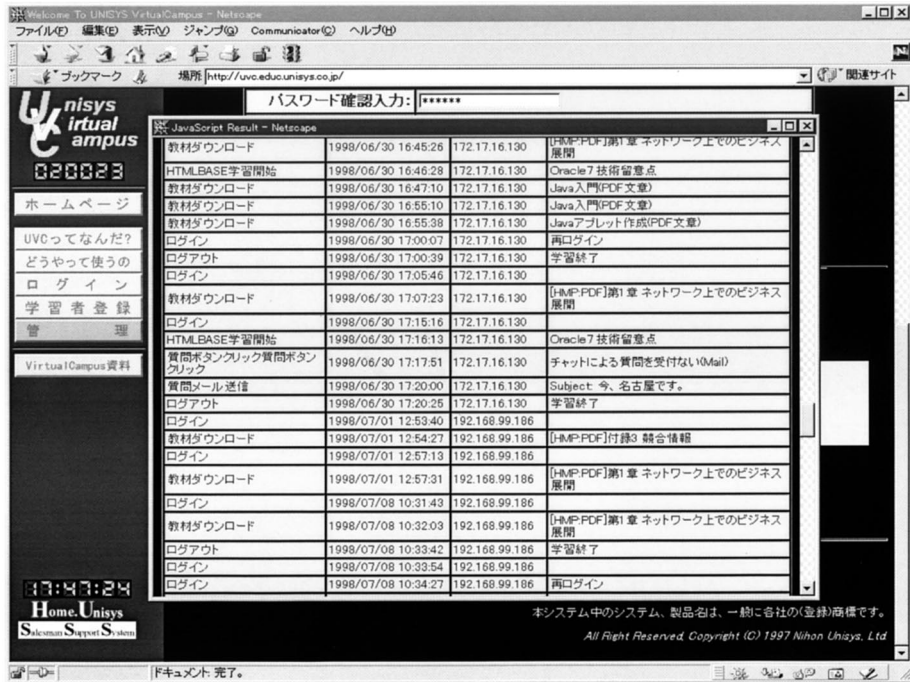 Welcome To UNISYS VirtualCampus - Netscape
ファイル(F) 編集(E) 表示(V) ジャンプ(G) Communicator(C) ヘルプ(H)
ブックマーク 場所 http://uvc.educ.unisys.co.jp/ 関連サイト
Unisys
Virtual
Campus
020023
ホームページ
UVCってなんだ?
どうやって使うの
ログイン
学習者登録
管理
VirtualCampus資料
17:47:24
Home.Unisys
Salesman Support System
パスワード確認入力: ******
JavaScript Result - Netscape
教材ダウンロード 1998/06/30 16:45:26 172.17.16.130 [HMP:PDF]第1章 ネットワーク上でのビジネス
展開
HTMLBASE学習開始 1998/06/30 16:46:28 172.17.16.130 Oracle7 技術留意点
教材ダウンロード 1998/06/30 16:47:10 172.17.16.130 Java入門(PDF文章)
教材ダウンロード 1998/06/30 16:55:10 172.17.16.130 Java入門(PDF文章)
教材ダウンロード 1998/06/30 16:55:38 172.17.16.130 Javaアプレット作成(PDF文章)
ログイン 1998/06/30 17:00:07 172.17.16.130 再ログイン
ログアウト 1998/06/30 17:00:39 172.17.16.130 学習終了
ログイン 1998/06/30 17:05:46 172.17.16.130
教材ダウンロード 1998/06/30 17:07:23 172.17.16.130 [HMP:PDF]第1章 ネットワーク上でのビジネス
展開
ログイン 1998/06/30 17:15:16 172.17.16.130
HTMLBASE学習開始 1998/06/30 17:16:13 172.17.16.130 Oracle7 技術留意点
質問ボタンクリック質問ボタン
クリック 1998/06/30 17:17:51 172.17.16.130 チャットによる質問を受付ない(Mail)
質問メール送信 1998/06/30 17:20:00 172.17.16.130 Subject: 今、名古屋です。
ログアウト 1998/06/30 17:20:25 172.17.16.130 学習終了
ログイン 1998/07/01 12:53:40 192.168.99.186
教材ダウンロード 1998/07/01 12:54:27 192.168.99.186 [HMP:PDF]付録3 競合情報
ログイン 1998/07/01 12:57:13 192.168.99.186
教材ダウンロード 1998/07/01 12:57:31 192.168.99.186 [HMP:PDF]第1章 ネットワーク上でのビジネス
展開
ログイン 1998/07/08 10:31:43 192.168.99.186
教材ダウンロード 1998/07/08 10:32:03 192.168.99.186 [HMP:PDF]第1章 ネットワーク上でのビジネス
展開
ログアウト 1998/07/08 10:33:42 192.168.99.186 学習終了
ログイン 1998/07/08 10:33:54 192.168.99.186
ログイン 1998/07/08 10:34:27 192.168.99.186 再ログイン
本システム中のシステム、製品名は、一般に各社の(登録)商標です。
All Right Reserved, Copyright (C) 1997 Nihon Unisys, Ltd
ドキュメント: 完了。